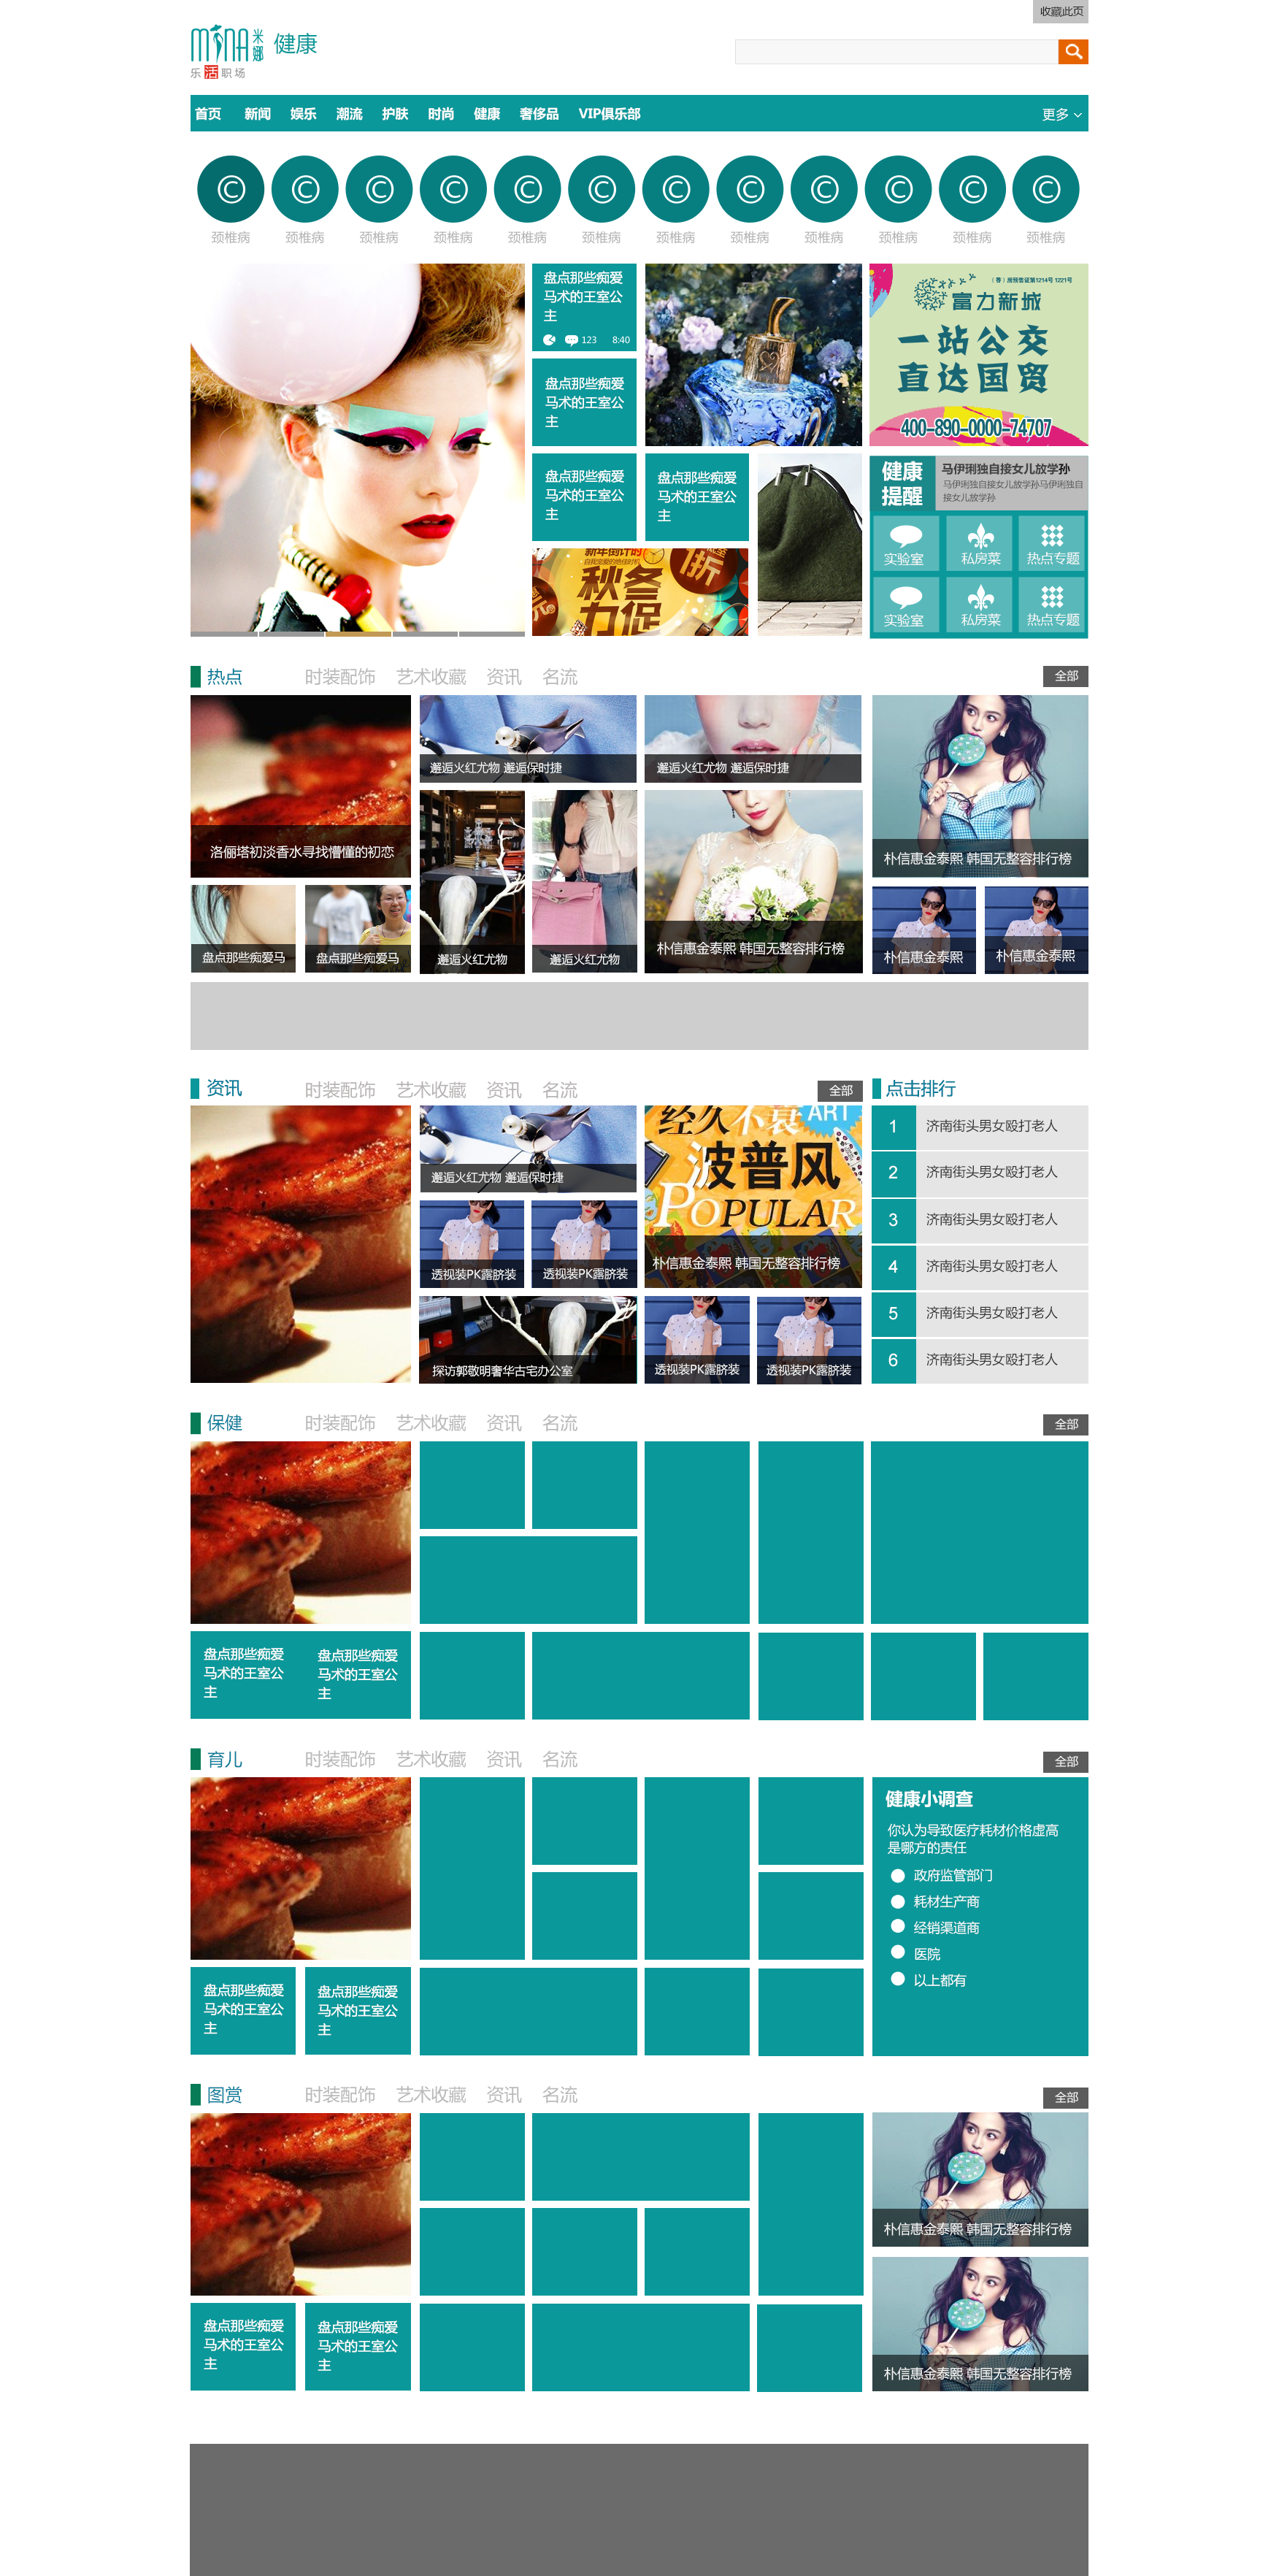 收藏此页
MINA 米娜 健康
乐活职场
首页 新闻 娱乐 潮流 护肤 时尚 健康 奢侈品 VIP俱乐部 更多
© © © © © © © © © © © ©
颈椎病 颈椎病 颈椎病 颈椎病 颈椎病 颈椎病 颈椎病 颈椎病 颈椎病 颈椎病 颈椎病 颈椎病
盘点那些痴爱
马术的王室公
主
123 8:40
盘点那些痴爱
马术的王室公
主
盘点那些痴爱
马术的王室公
主
盘点那些痴爱
马术的王室公
主
新年倒计时
秋冬
力促
1折
富力新城
一站公交
直达国贸
400-890-0000-74707
健康
提醒
马伊琍独自接女儿放学孙
马伊琍独自接女儿放学孙马伊琍独自
接女儿放学孙
实验室 私房菜 热点专题
实验室 私房菜 热点专题
热点 时装配饰 艺术收藏 资讯 名流 全部
洛俪塔初淡香水寻找懵懂的初恋
盘点那些痴爱马
盘点那些痴爱马
邂逅火红尤物 邂逅保时捷
邂逅火红尤物
邂逅火红尤物
邂逅火红尤物 邂逅保时捷
朴信惠金泰熙 韩国无整容排行榜
朴信惠金泰熙 韩国无整容排行榜
朴信惠金泰熙
朴信惠金泰熙
资讯 时装配饰 艺术收藏 资讯 名流 全部
邂逅火红尤物 邂逅保时捷
透视装PK露脐装
透视装PK露脐装
探访郭敬明奢华古宅办公室
经久不衰 ART
波普风
POPULAR
朴信惠金泰熙 韩国无整容排行榜
透视装PK露脐装
透视装PK露脐装
点击排行
1 济南街头男女殴打老人
2 济南街头男女殴打老人
3 济南街头男女殴打老人
4 济南街头男女殴打老人
5 济南街头男女殴打老人
6 济南街头男女殴打老人
保健 时装配饰 艺术收藏 资讯 名流 全部
盘点那些痴爱
马术的王室公
主
盘点那些痴爱
马术的王室公
主
育儿 时装配饰 艺术收藏 资讯 名流 全部
盘点那些痴爱
马术的王室公
主
盘点那些痴爱
马术的王室公
主
健康小调查
你认为导致医疗耗材价格虚高
是哪方的责任
政府监管部门
耗材生产商
经销渠道商
医院
以上都有
图赏 时装配饰 艺术收藏 资讯 名流 全部
盘点那些痴爱
马术的王室公
主
盘点那些痴爱
马术的王室公
主
朴信惠金泰熙 韩国无整容排行榜
朴信惠金泰熙 韩国无整容排行榜